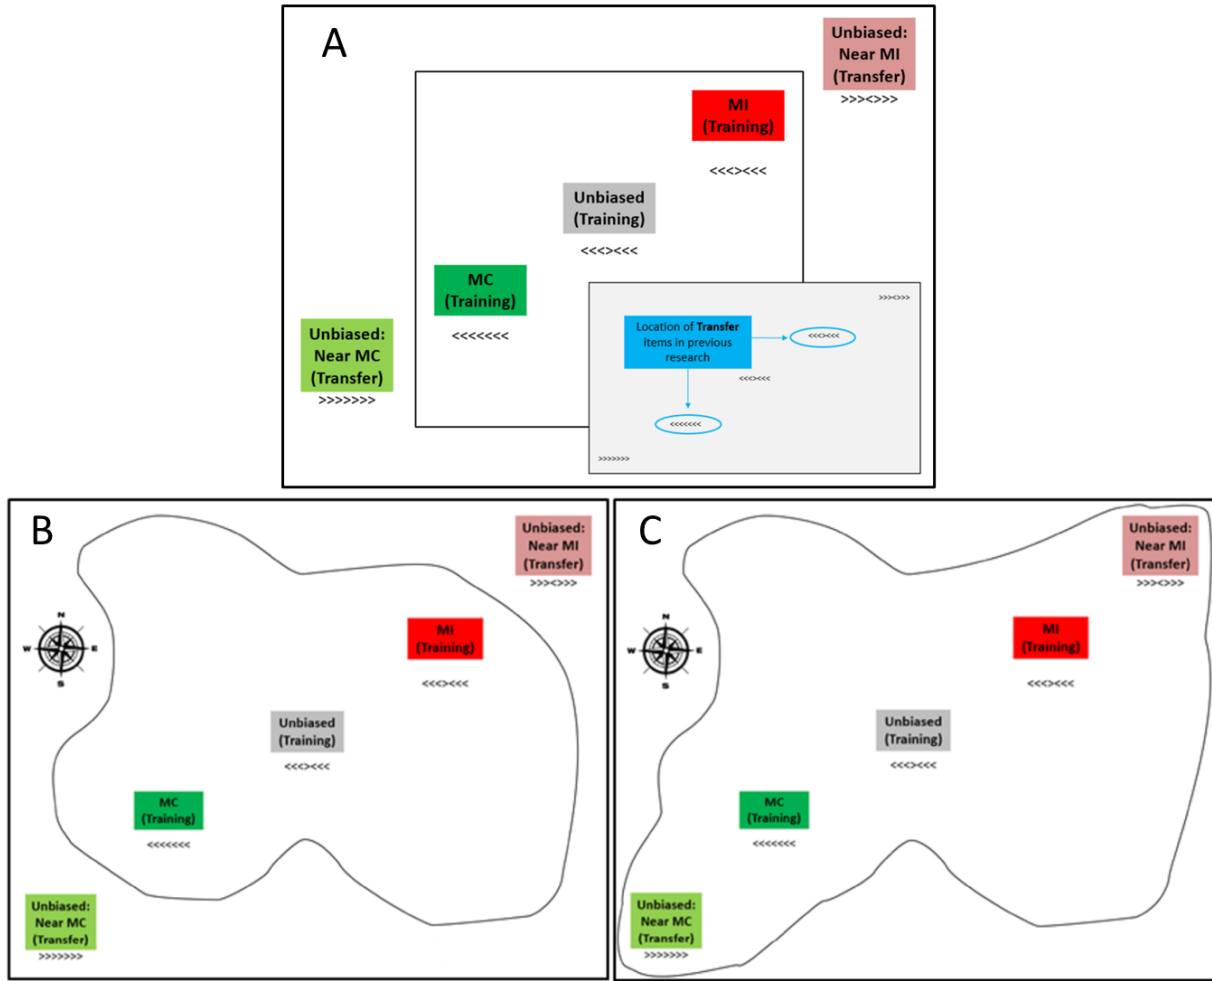 A
Unbiased:
Near MI
(Transfer)
>>><>>>
MI
(Training)
<<<><<<
Unbiased
(Training)
<<<><<<
MC
(Training)
<<<<<<<
Unbiased:
Near MC
(Transfer)
>>>>>>>
>>><>>>
Location of Transfer
items in previous
research
<<<><<<
<<<><<<
<<<<<<<
>>>>>>>
B
Unbiased:
Near MI
(Transfer)
>>><>>>
N
W
E
S
MI
(Training)
<<<><<<
Unbiased
(Training)
<<<><<<
MC
(Training)
<<<<<<<
Unbiased:
Near MC
(Transfer)
>>>>>>>
C
Unbiased:
Near MI
(Transfer)
>>><>>>
N
W
E
S
MI
(Training)
<<<><<<
Unbiased
(Training)
<<<><<<
MC
(Training)
<<<<<<<
Unbiased:
Near MC
(Transfer)
>>>>>>>